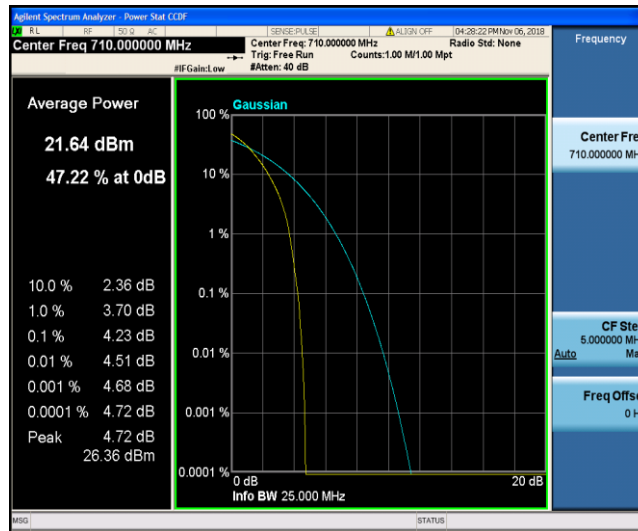 Agilent Spectrum Analyzer - Power Stat CCDF
RL RF 50 Ω AC SENSE:PULSE ALIGN OFF 04:28:22 PM Nov 06, 2018
Center Freq 710.000000 MHz
Center Freq: 710.000000 MHz Radio Std: None
Trig: Free Run Counts:1.00 M/1.00 Mpt
#IFGain:Low #Atten: 40 dB
Frequency
Average Power
21.64 dBm
47.22 % at 0dB
10.0 % 2.36 dB
1.0 % 3.70 dB
0.1 % 4.23 dB
0.01 % 4.51 dB
0.001 % 4.68 dB
0.0001 % 4.72 dB
Peak 4.72 dB
26.36 dBm
Gaussian
100 %
10 %
1 %
0.1 %
0.01 %
0.001 %
0.0001 %
0 dB 20 dB
Info BW 25.000 MHz
Center Fre
710.000000 MH
CF Ste
5.000000 MH
Auto Ma
Freq Offs
0 H
MSG STATUS